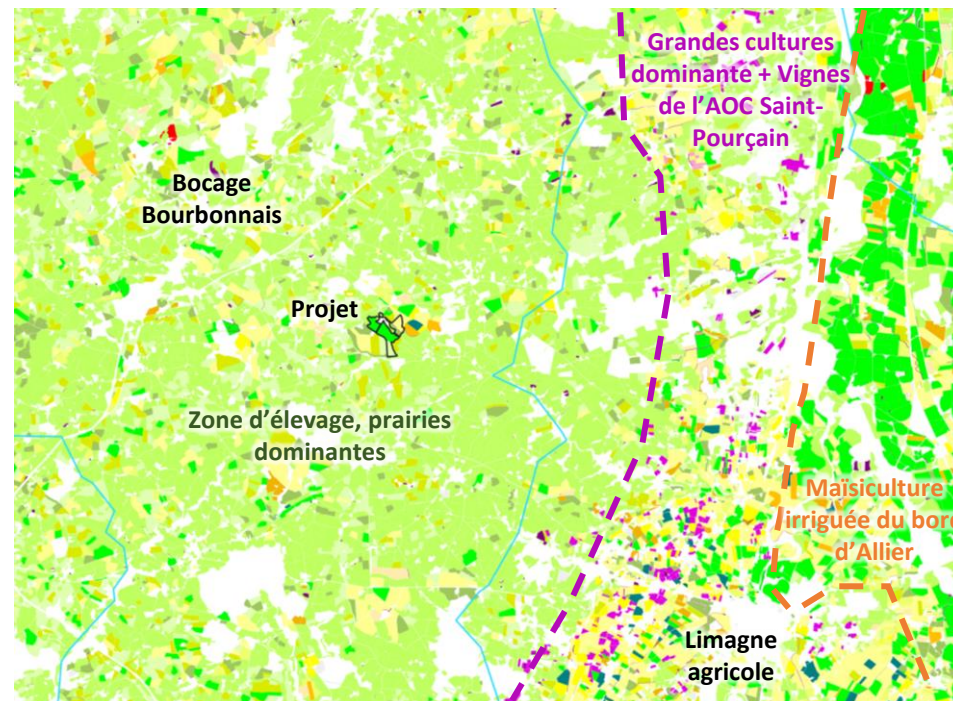 Grandes cultures
dominante + Vignes
de l'AOC Saint-
Pourçain
Bocage
Bourbonnais
Projet
Zone d'élevage, prairies
dominantes
Maïsiculture
irriguée du bord
d'Allier
Limagne
agricole